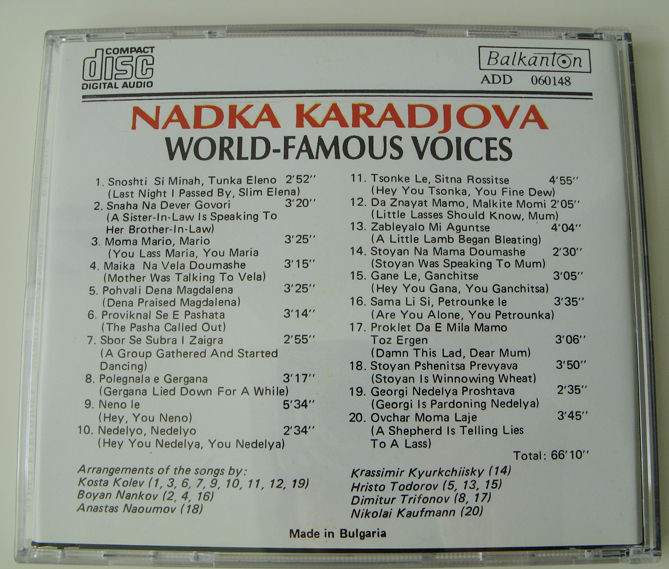 COMPACT
disc
DIGITAL AUDIO
Balkanton
ADD 060148
NADKA KARADJOVA
WORLD-FAMOUS VOICES
1. Snoshti Si Minah, Tunka Eleno 2'52''
(Last Night I Passed By, Slim Elena)
2. Snaha Na Dever Govori 3'20''
(A Sister-In-Law Is Speaking To
Her Brother-In-Law)
3. Moma Mario, Mario 3'25''
(You Lass Maria, You Maria
4. Maika Na Vela Doumashe 3'15''
(Mother Was Talking To Vela)
5. Pohvali Dena Magdalena 3'25''
(Dena Praised Magdalena)
6. Proviknal Se E Pashata 3'14''
(The Pasha Called Out)
7. Sbor Se Subra I Zaigra 2'55''
(A Group Gathered And Started
Dancing)
8. Polegnala e Gergana 3'17''
(Gergana Lied Down For A While)
9. Neno le 5'34''
(Hey, You Neno)
10. Nedelyo, Nedelyo 2'34''
(Hey You Nedelya, You Nedelya)
11. Tsonke Le, Sitna Rossitse 4'55''
(Hey You Tsonka, You Fine Dew)
12. Da Znayat Mamo, Malkite Momi 2'05''
(Little Lasses Should Know, Mum)
13. Zableyalo Mi Aguntse 4'04''
(A Little Lamb Began Bleating)
14. Stoyan Na Mama Doumashe 2'30''
(Stoyan Was Speaking To Mum)
15. Gane Le, Ganchitse 3'05''
(Hey You Gana, You Ganchitsa)
16. Sama Li Si, Petrounke le 3'35''
(Are You Alone, You Petrounka)
17. Proklet Da E Mila Mamo
Toz Ergen 3'06''
(Damn This Lad, Dear Mum)
18. Stoyan Pshenitsa Prevyava 3'50''
(Stoyan Is Winnowing Wheat)
19. Georgi Nedelya Proshtava 2'35''
(Georgi Is Pardoning Nedelya)
20. Ovchar Moma Laje 3'45''
(A Shepherd Is Telling Lies
To A Lass)
Total: 66'10''
Arrangements of the songs by:
Kosta Kolev (1, 3, 6, 7, 9, 10, 11, 12, 19)
Boyan Nankov (2, 4, 16)
Anastas Naoumov (18)
Krassimir Kyurkchiisky (14)
Hristo Todorov (5, 13, 15)
Dimitur Trifonov (8, 17)
Nikolai Kaufmann (20)
Made in Bulgaria